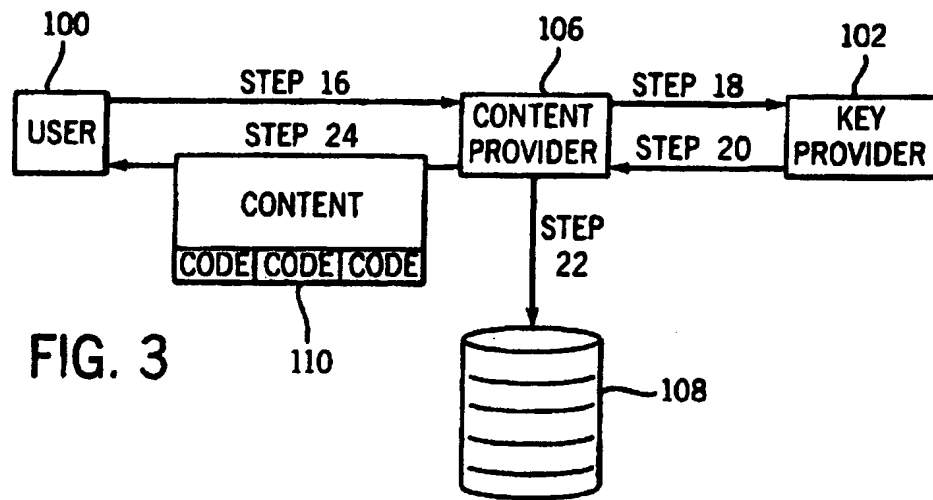 100
106
102
STEP 16
STEP 18
USER
CONTENT
PROVIDER
KEY
PROVIDER
STEP 24
STEP 20
CONTENT
CODE CODE CODE
STEP
22
110
FIG. 3
108